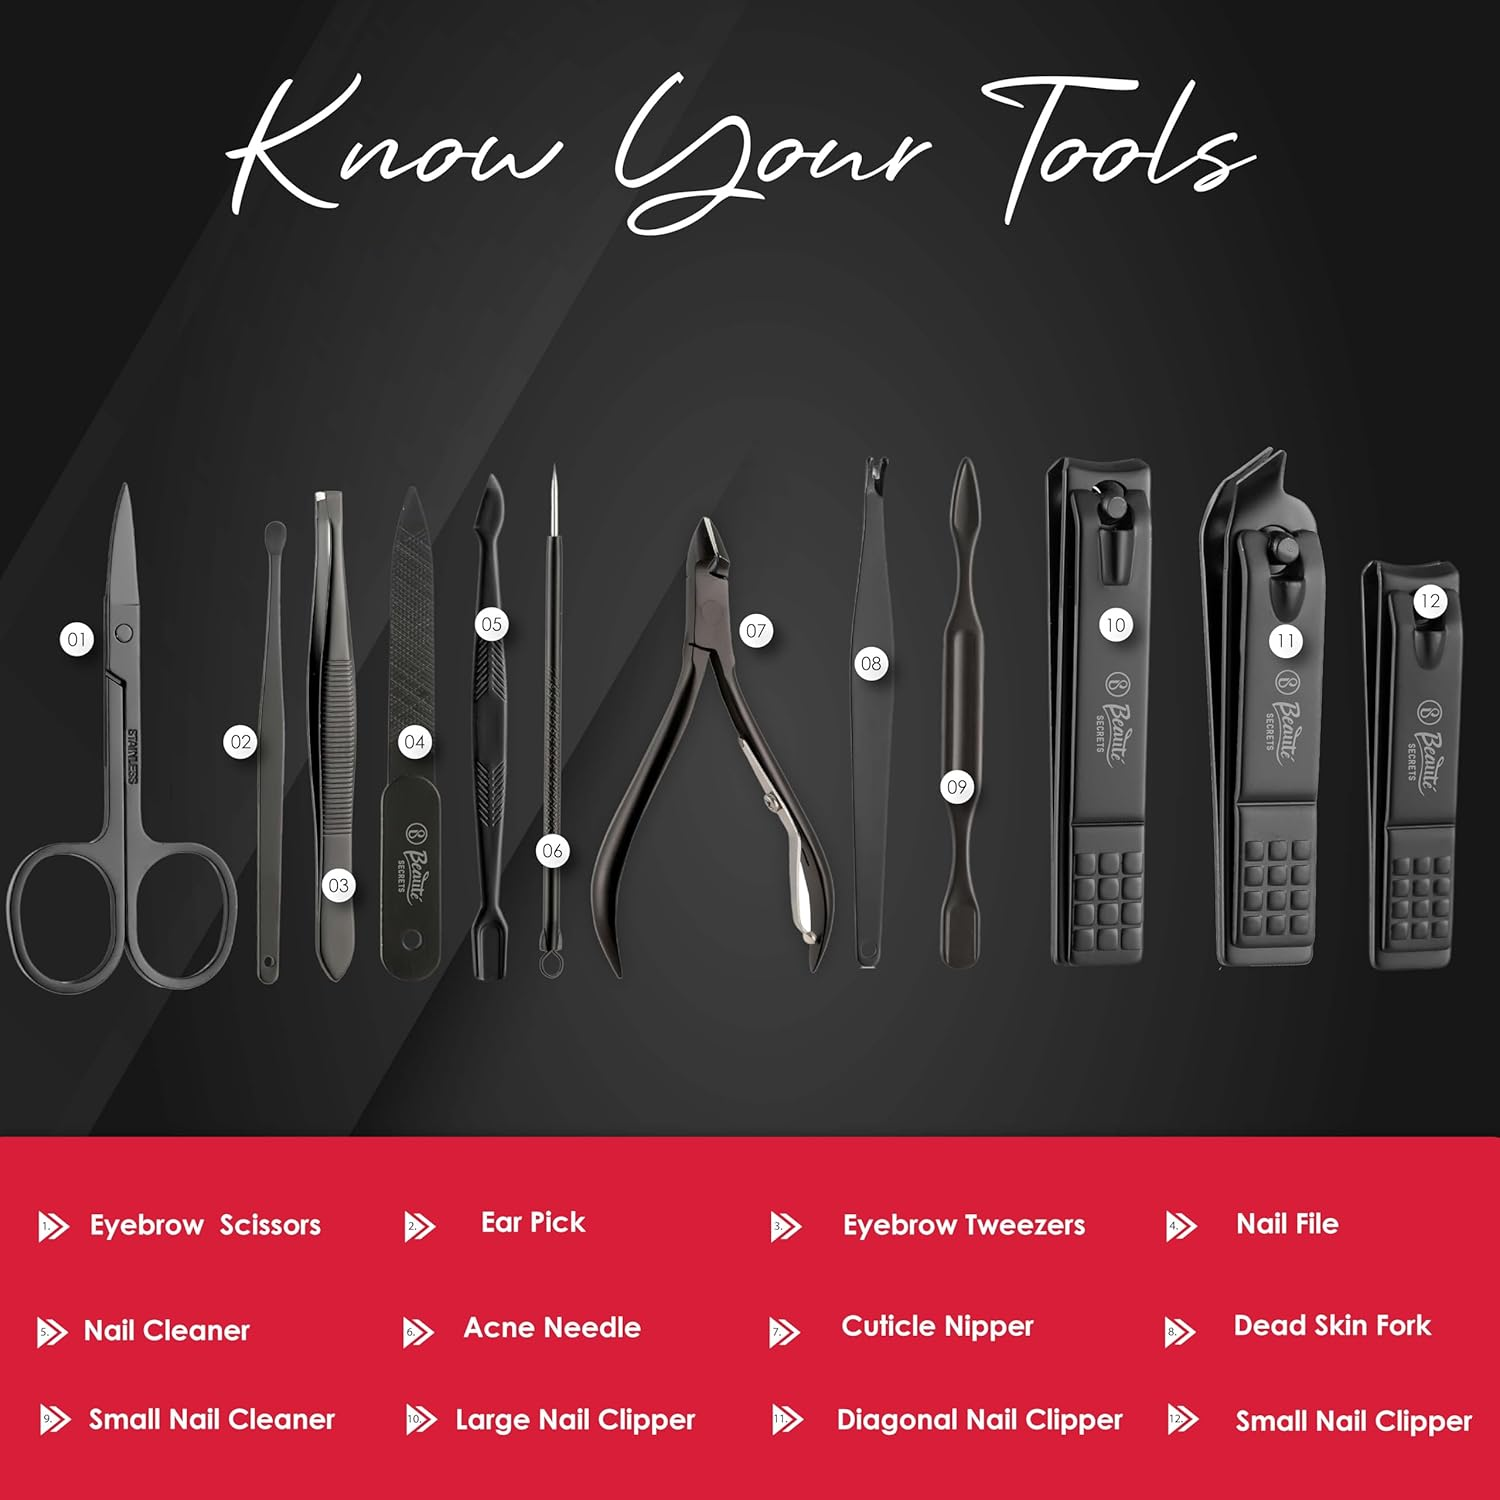 Know Your Tools
01
02
03
04
05
06
07
08
09
10
11
12
STAINLESS
B
Beauté
SECRETS
B
Beauté
SECRETS
B
Beauté
SECRETS
B
Beauté
SECRETS
1. Eyebrow Scissors
2. Ear Pick
3. Eyebrow Tweezers
4. Nail File
5. Nail Cleaner
6. Acne Needle
7. Cuticle Nipper
8. Dead Skin Fork
9. Small Nail Cleaner
10. Large Nail Clipper
11. Diagonal Nail Clipper
12. Small Nail Clipper